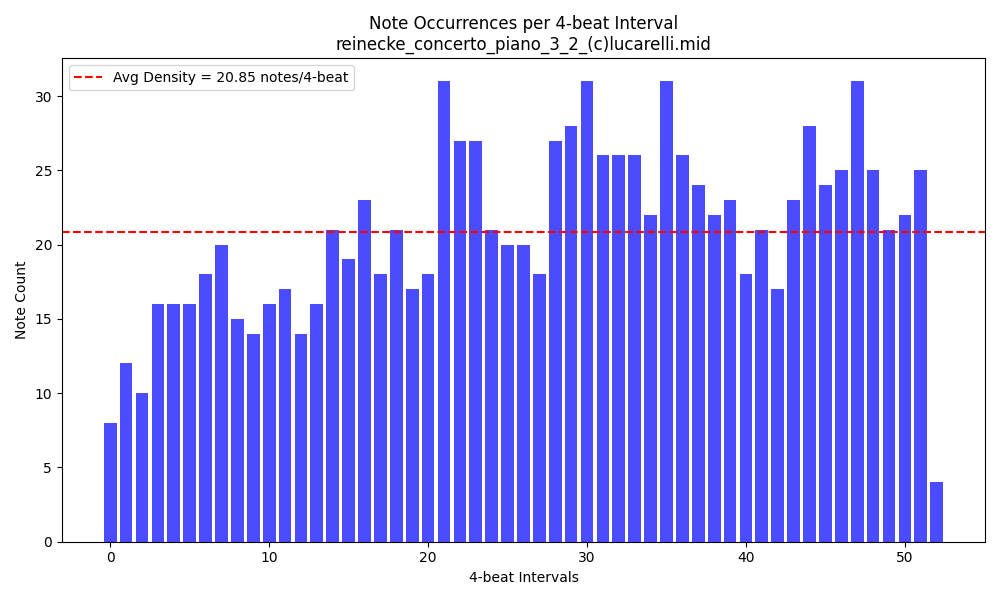 Note Occurrences per 4-beat Interval
reinecke_concerto_piano_3_2_(c)lucarelli.mid
Avg Density = 20.85 notes/4-beat
Note Count
30
25
20
15
10
5
0
0 10 20 30 40 50
4-beat Intervals